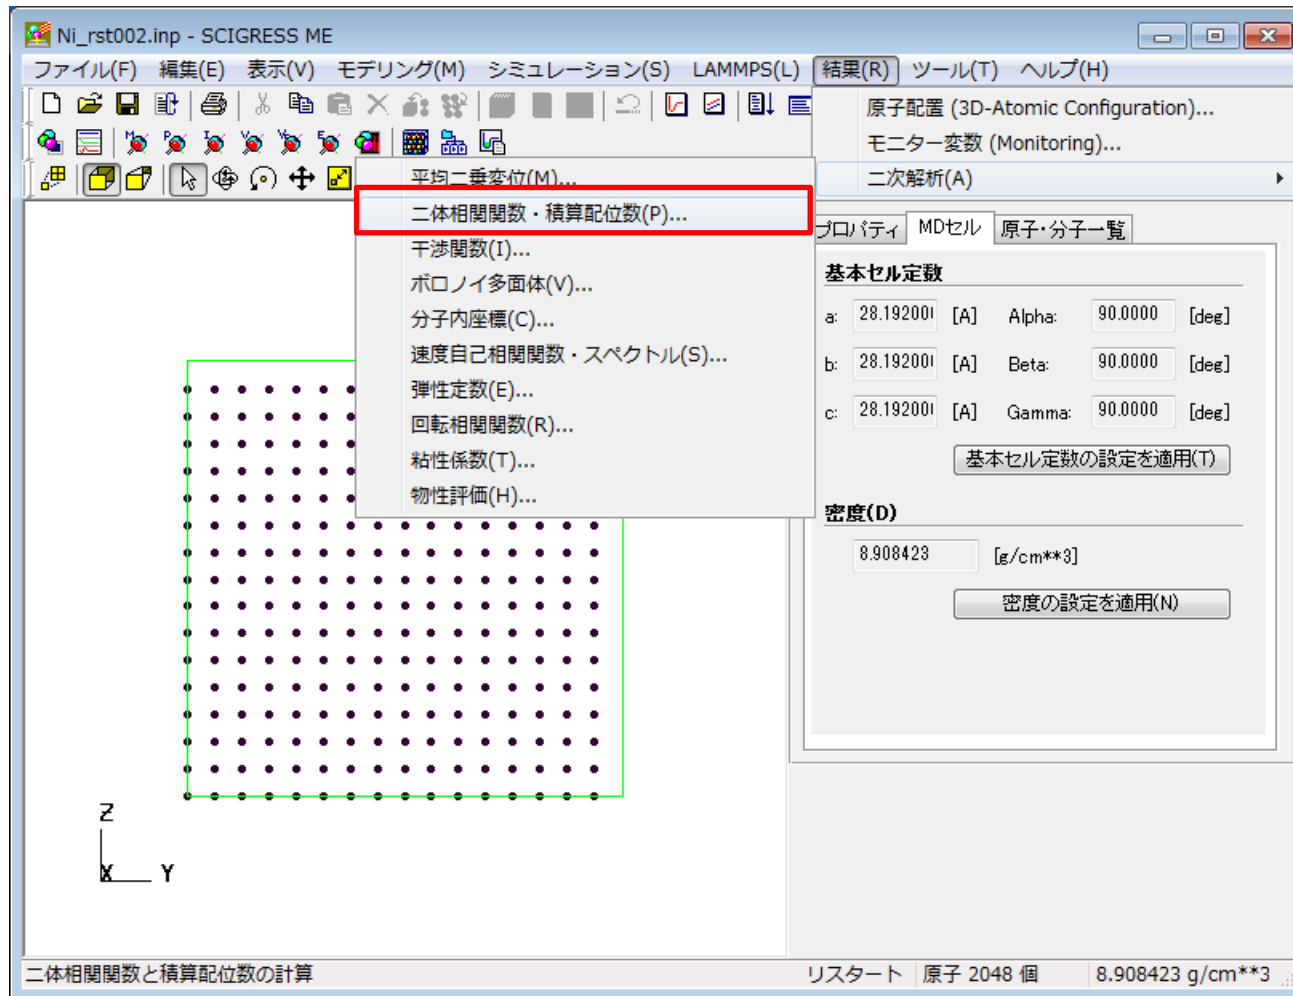 Ni_rst002.inp - SCIGRESS ME
ファイル(F) 編集(E) 表示(V) モデリング(M) シミュレーション(S) LAMMPS(L) 結果(R) ツール(T) ヘルプ(H)
原子配置 (3D-Atomic Configuration)...
モニター変数 (Monitoring)...
二次解析(A)
平均二乗変位(M)...
二体相関関数・積算配位数(P)...
干渉関数(I)...
ボロノイ多面体(V)...
分子内座標(C)...
速度自己相関関数・スペクトル(S)...
弾性定数(E)...
回転相関関数(R)...
粘性係数(T)...
物性評価(H)...
プロパティ MDセル 原子・分子一覧
基本セル定数
a: 28.19200 [A] Alpha: 90.0000 [deg]
b: 28.19200 [A] Beta: 90.0000 [deg]
c: 28.19200 [A] Gamma: 90.0000 [deg]
基本セル定数の設定を適用(T)
密度(D)
8.908423 [g/cm**3]
密度の設定を適用(N)
Z
X Y
二体相関関数と積算配位数の計算 リスタート 原子 2048 個 8.908423 g/cm**3